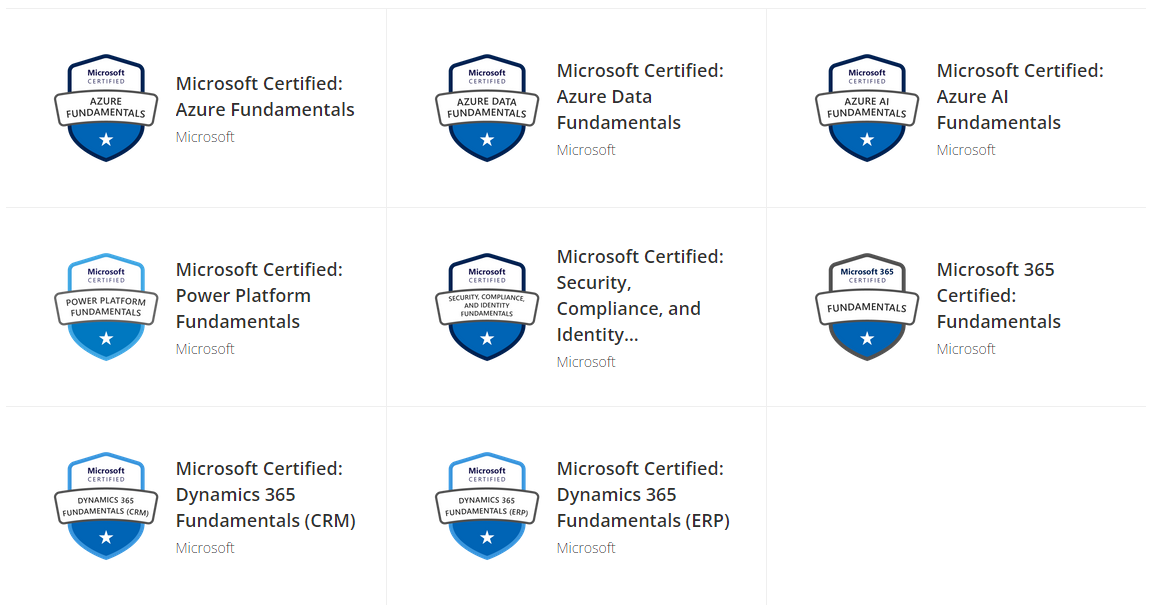 Microsoft
CERTIFIED
AZURE
FUNDAMENTALS
Microsoft Certified:
Azure Fundamentals
Microsoft
Microsoft
CERTIFIED
AZURE DATA
FUNDAMENTALS
Microsoft Certified:
Azure Data
Fundamentals
Microsoft
Microsoft
CERTIFIED
AZURE AI
FUNDAMENTALS
Microsoft Certified:
Azure AI
Fundamentals
Microsoft
Microsoft
CERTIFIED
POWER PLATFORM
FUNDAMENTALS
Microsoft Certified:
Power Platform
Fundamentals
Microsoft
Microsoft
CERTIFIED
SECURITY, COMPLIANCE,
AND IDENTITY
FUNDAMENTALS
Microsoft Certified:
Security,
Compliance, and
Identity...
Microsoft
Microsoft 365
CERTIFIED
FUNDAMENTALS
Microsoft 365
Certified:
Fundamentals
Microsoft
Microsoft
CERTIFIED
DYNAMICS 365
FUNDAMENTALS (CRM)
Microsoft Certified:
Dynamics 365
Fundamentals (CRM)
Microsoft
Microsoft
CERTIFIED
DYNAMICS 365
FUNDAMENTALS (ERP)
Microsoft Certified:
Dynamics 365
Fundamentals (ERP)
Microsoft